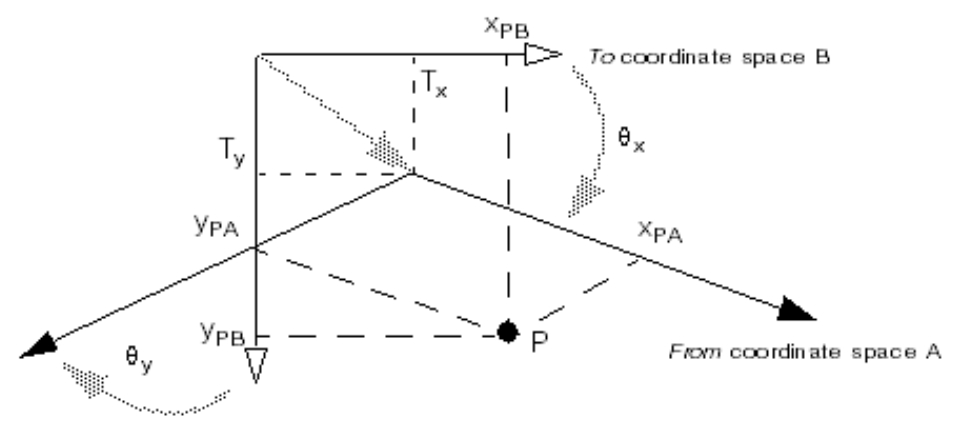 x_PB
To coordinate space B
T_x
θ_x
T_y
y_PA
x_PA
y_PB
P
θ_y
From coordinate space A